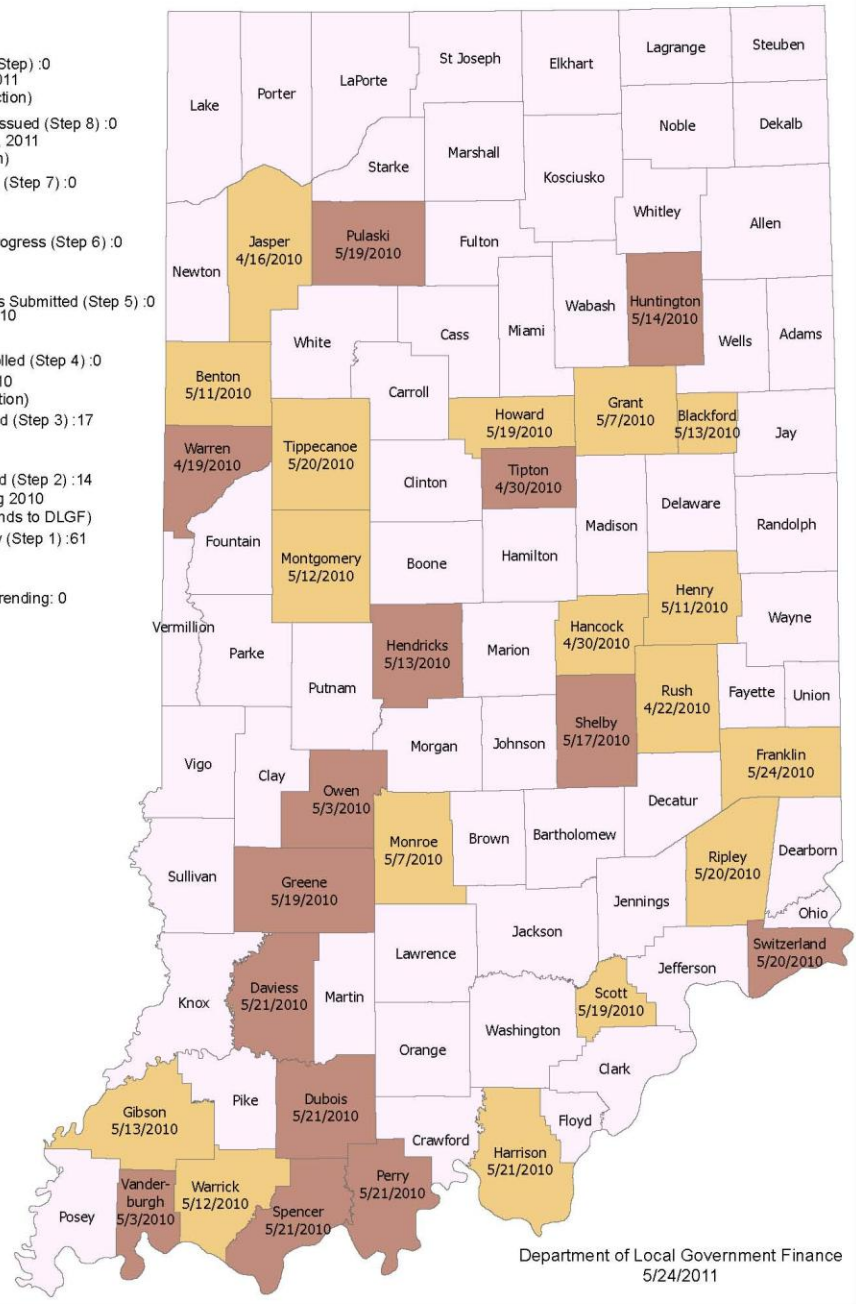 Step) :0
011
ction)
ssued (Step 8) :0
, 2011
n)
(Step 7) :0
ogress (Step 6) :0
s Submitted (Step 5) :0
10
lled (Step 4) :0
10
tion)
d (Step 3) :17
d (Step 2) :14
g 2010
nds to DLGF)
y (Step 1) :61
rending: 0
Lake
Porter
LaPorte
St Joseph
Elkhart
Lagrange
Steuben
Noble
Dekalb
Starke
Marshall
Kosciusko
Whitley
Allen
Newton
Jasper
4/16/2010
Pulaski
5/19/2010
Fulton
White
Cass
Miami
Wabash
Huntington
5/14/2010
Wells
Adams
Benton
5/11/2010
Carroll
Howard
5/19/2010
Grant
5/7/2010
Blackford
5/13/2010
Jay
Warren
4/19/2010
Tippecanoe
5/20/2010
Clinton
Tipton
4/30/2010
Madison
Delaware
Randolph
Fountain
Montgomery
5/12/2010
Boone
Hamilton
Henry
5/11/2010
Wayne
Vermillion
Parke
Putnam
Hendricks
5/13/2010
Marion
Hancock
4/30/2010
Rush
4/22/2010
Fayette
Union
Vigo
Clay
Owen
5/3/2010
Morgan
Johnson
Shelby
5/17/2010
Decatur
Franklin
5/24/2010
Sullivan
Greene
5/19/2010
Monroe
5/7/2010
Brown
Bartholomew
Jennings
Ripley
5/20/2010
Dearborn
Ohio
Switzerland
5/20/2010
Knox
Daviess
5/21/2010
Martin
Lawrence
Jackson
Jefferson
Scott
5/19/2010
Orange
Washington
Clark
Gibson
5/13/2010
Pike
Dubois
5/21/2010
Crawford
Harrison
5/21/2010
Floyd
Posey
Vander-
burgh
5/3/2010
Warrick
5/12/2010
Spencer
5/21/2010
Perry
5/21/2010
Department of Local Government Finance
5/24/2011